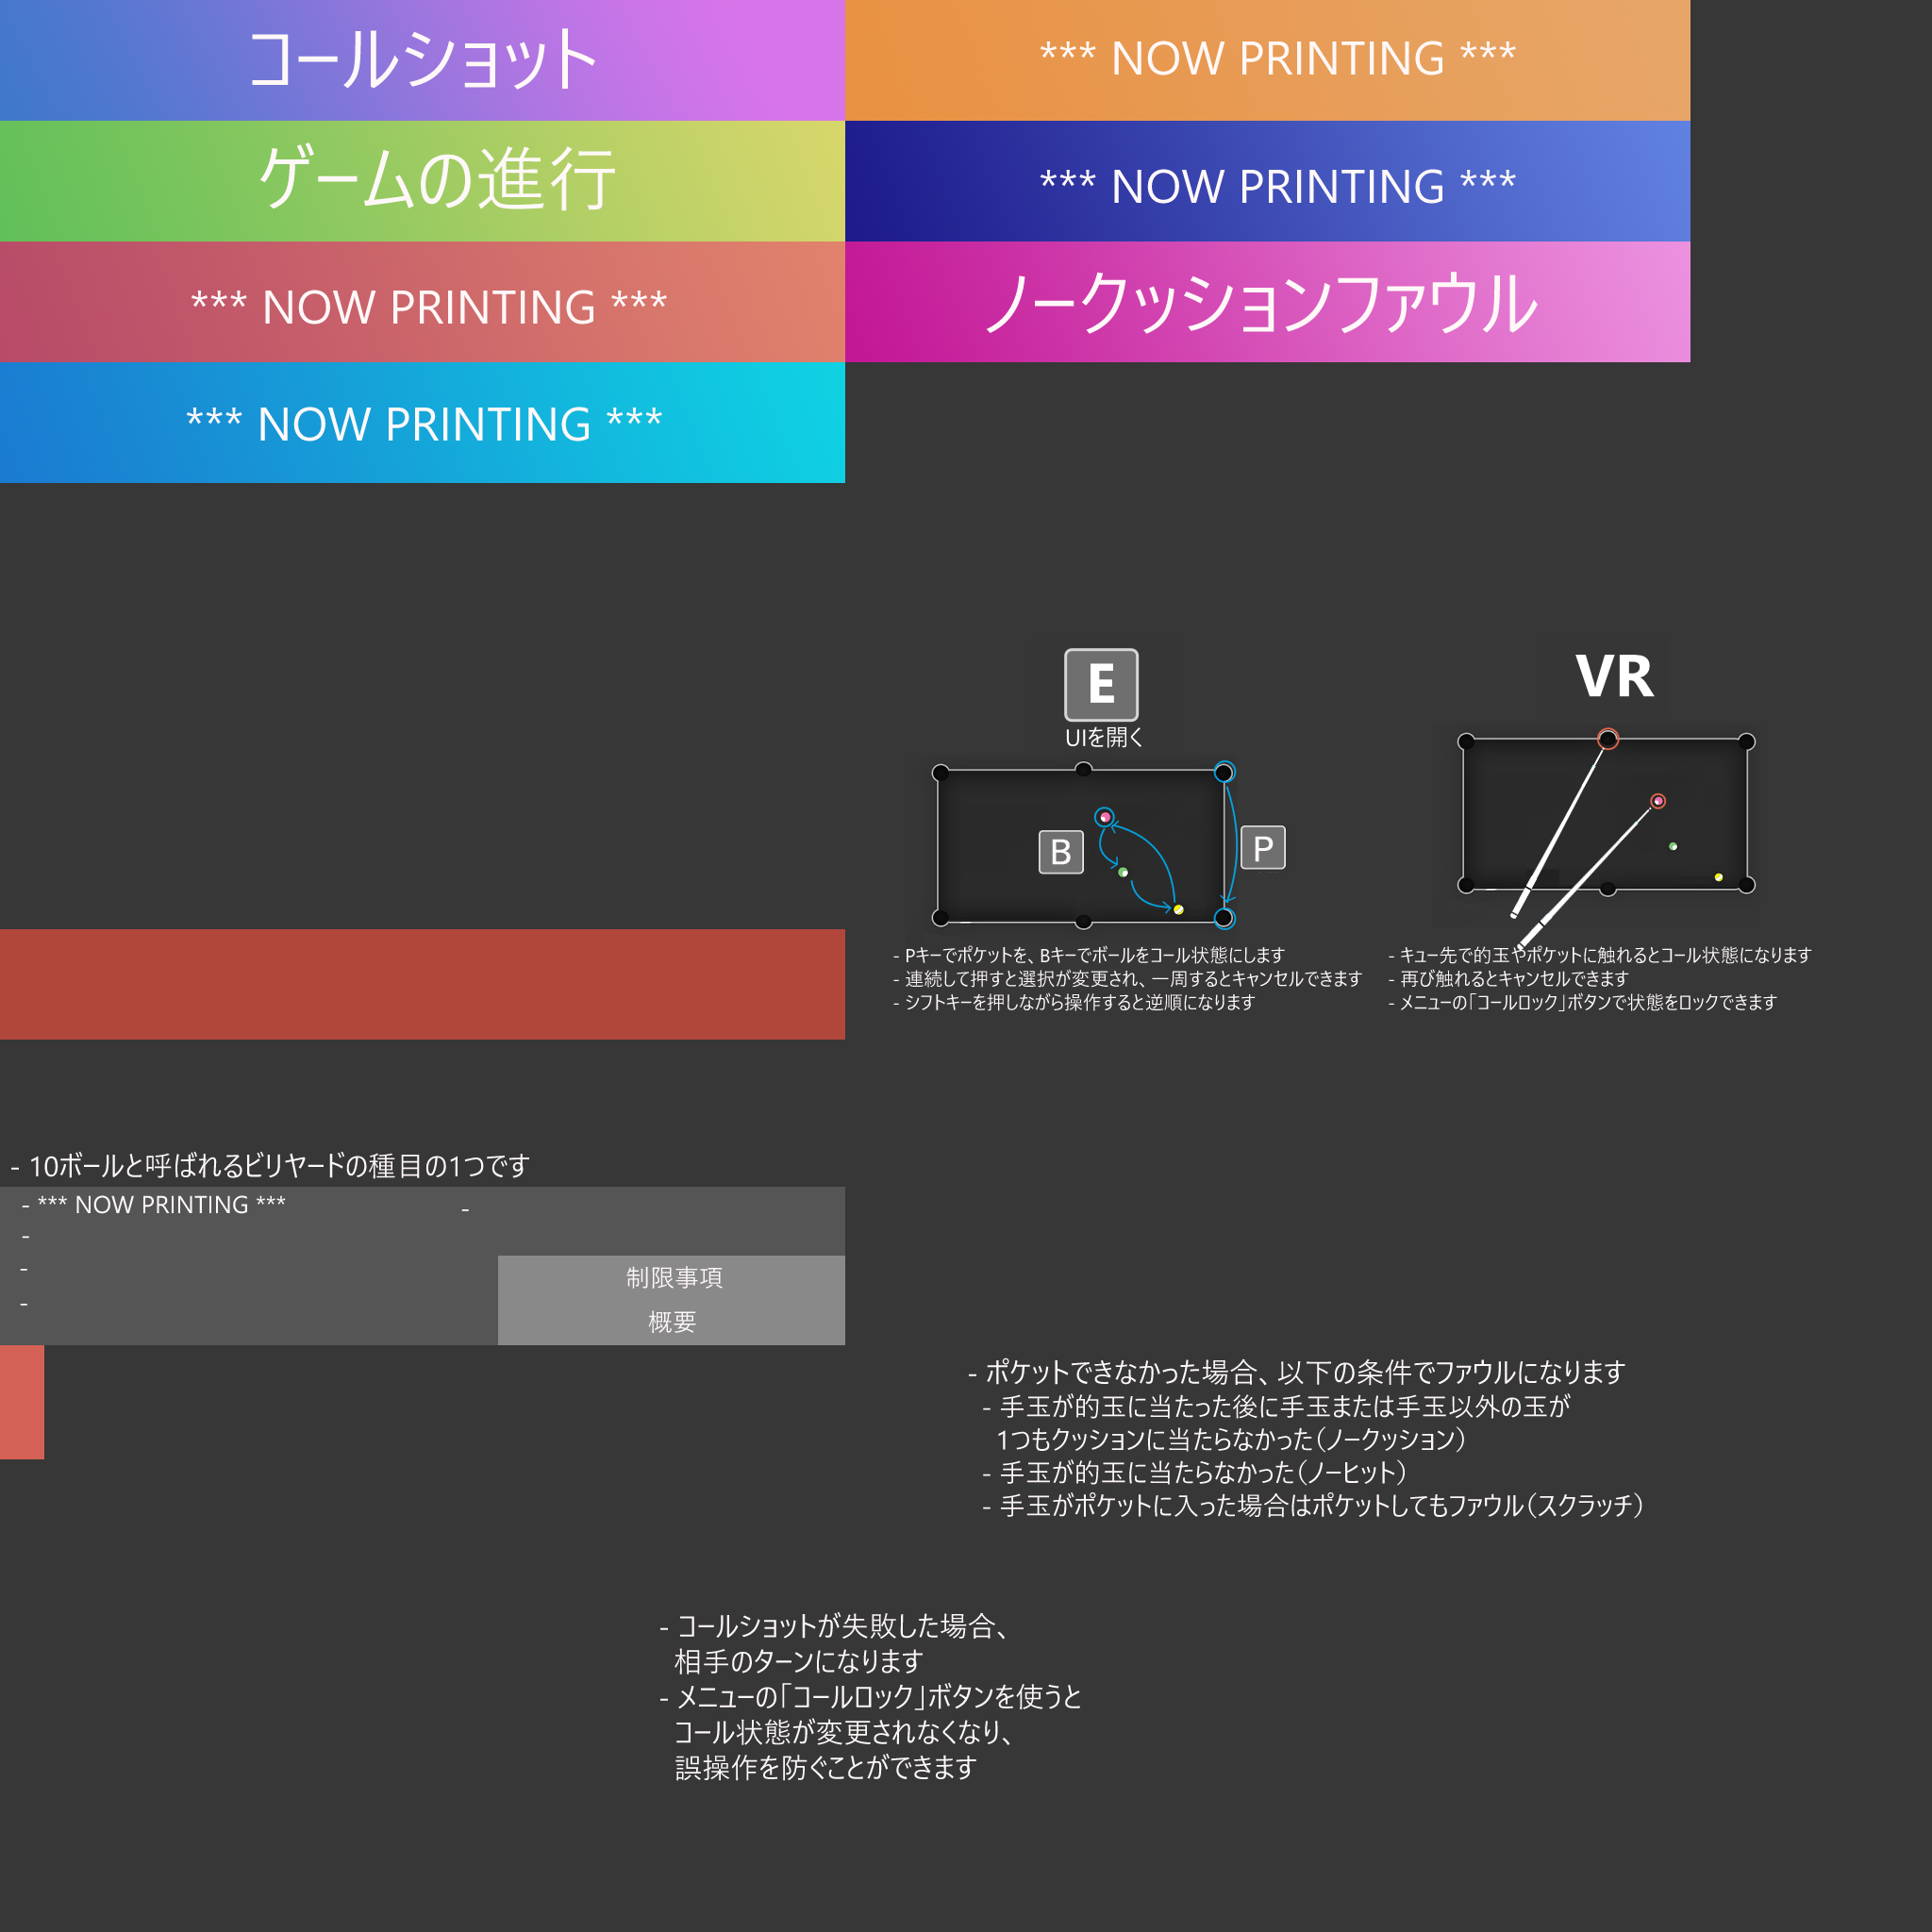 コールショット
*** NOW PRINTING ***
ゲームの進行
*** NOW PRINTING ***
*** NOW PRINTING ***
ノークッションファウル
*** NOW PRINTING ***
E
UIを開く
B
P
- Pキーでポケットを、Bキーでボールをコール状態にします
- 連続して押すと選択が変更され、一周するとキャンセルできます
- シフトキーを押しながら操作すると逆順になります
VR
- キュー先で的玉やポケットに触れるとコール状態になります
- 再び触れるとキャンセルできます
- メニューの「コールロック」ボタンで状態をロックできます
- 10ボールと呼ばれるビリヤードの種目の1つです
- *** NOW PRINTING ***
-
-
-
-
制限事項
概要
- ポケットできなかった場合、以下の条件でファウルになります
- 手玉が的玉に当たった後に手玉または手玉以外の玉が
1つもクッションに当たらなかった（ノークッション）
- 手玉が的玉に当たらなかった（ノーヒット）
- 手玉がポケットに入った場合はポケットしてもファウル（スクラッチ）
- コールショットが失敗した場合、
相手のターンになります
- メニューの「コールロック」ボタンを使うと
コール状態が変更されなくなり、
誤操作を防ぐことができます